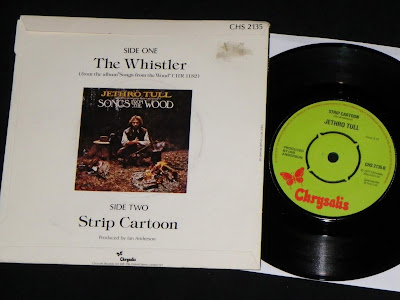 CHS 2135
SIDE ONE
The Whistler
(from the album "Songs from the Wood" CHR 1132)
JETHRO TULL
SONGS FROM THE WOOD
SIDE TWO
Strip Cartoon
Produced by Ian Anderson
Chrysalis
STRIP CARTOON
JETHRO TULL
CHS 2135-B
Chrysalis